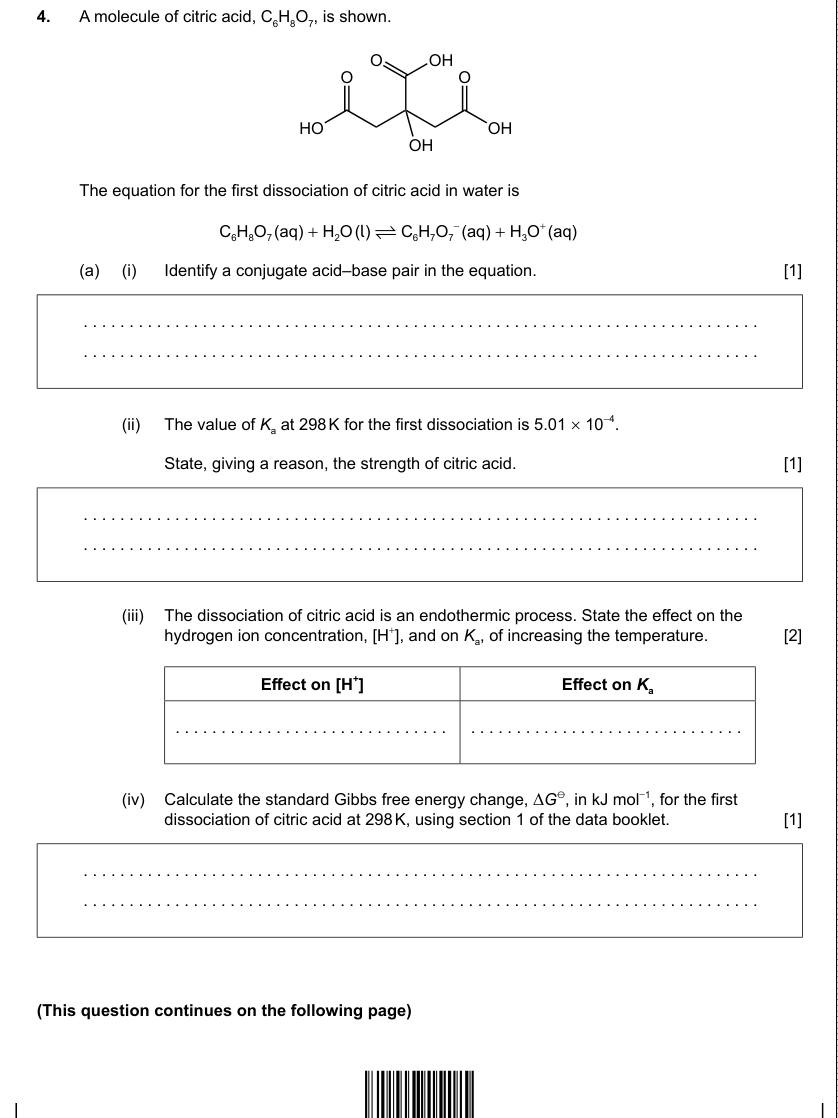 4. A molecule of citric acid, C₆H₈O₇, is shown.
O OH
O O
HO OH
OH
The equation for the first dissociation of citric acid in water is
C₆H₈O₇(aq) + H₂O(l) ⇌ C₆H₇O₇⁻(aq) + H₃O⁺(aq)
(a) (i) Identify a conjugate acid–base pair in the equation. [1]
(ii) The value of Kₐ at 298 K for the first dissociation is 5.01 × 10⁻⁴.
State, giving a reason, the strength of citric acid. [1]
(iii) The dissociation of citric acid is an endothermic process. State the effect on the
hydrogen ion concentration, [H⁺], and on Kₐ, of increasing the temperature. [2]
Effect on [H⁺] Effect on Kₐ
(iv) Calculate the standard Gibbs free energy change, ΔG⊖, in kJ mol⁻¹, for the first
dissociation of citric acid at 298 K, using section 1 of the data booklet. [1]
(This question continues on the following page)